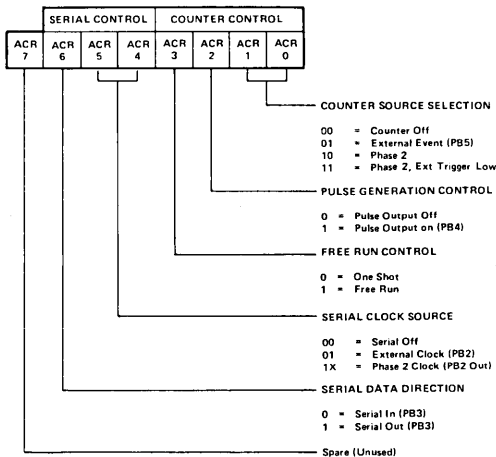 SERIAL CONTROL COUNTER CONTROL
ACR 7 ACR 6 ACR 5 ACR 4 ACR 3 ACR 2 ACR 1 ACR 0
COUNTER SOURCE SELECTION
00 = Counter Off
01 = External Event (PB5)
10 = Phase 2
11 = Phase 2, Ext Trigger Low
PULSE GENERATION CONTROL
0 = Pulse Output Off
1 = Pulse Output on (PB4)
FREE RUN CONTROL
0 = One Shot
1 = Free Run
SERIAL CLOCK SOURCE
00 = Serial Off
01 = External Clock (PB2)
1X = Phase 2 Clock (PB2 Out)
SERIAL DATA DIRECTION
0 = Serial In (PB3)
1 = Serial Out (PB3)
Spare (Unused)